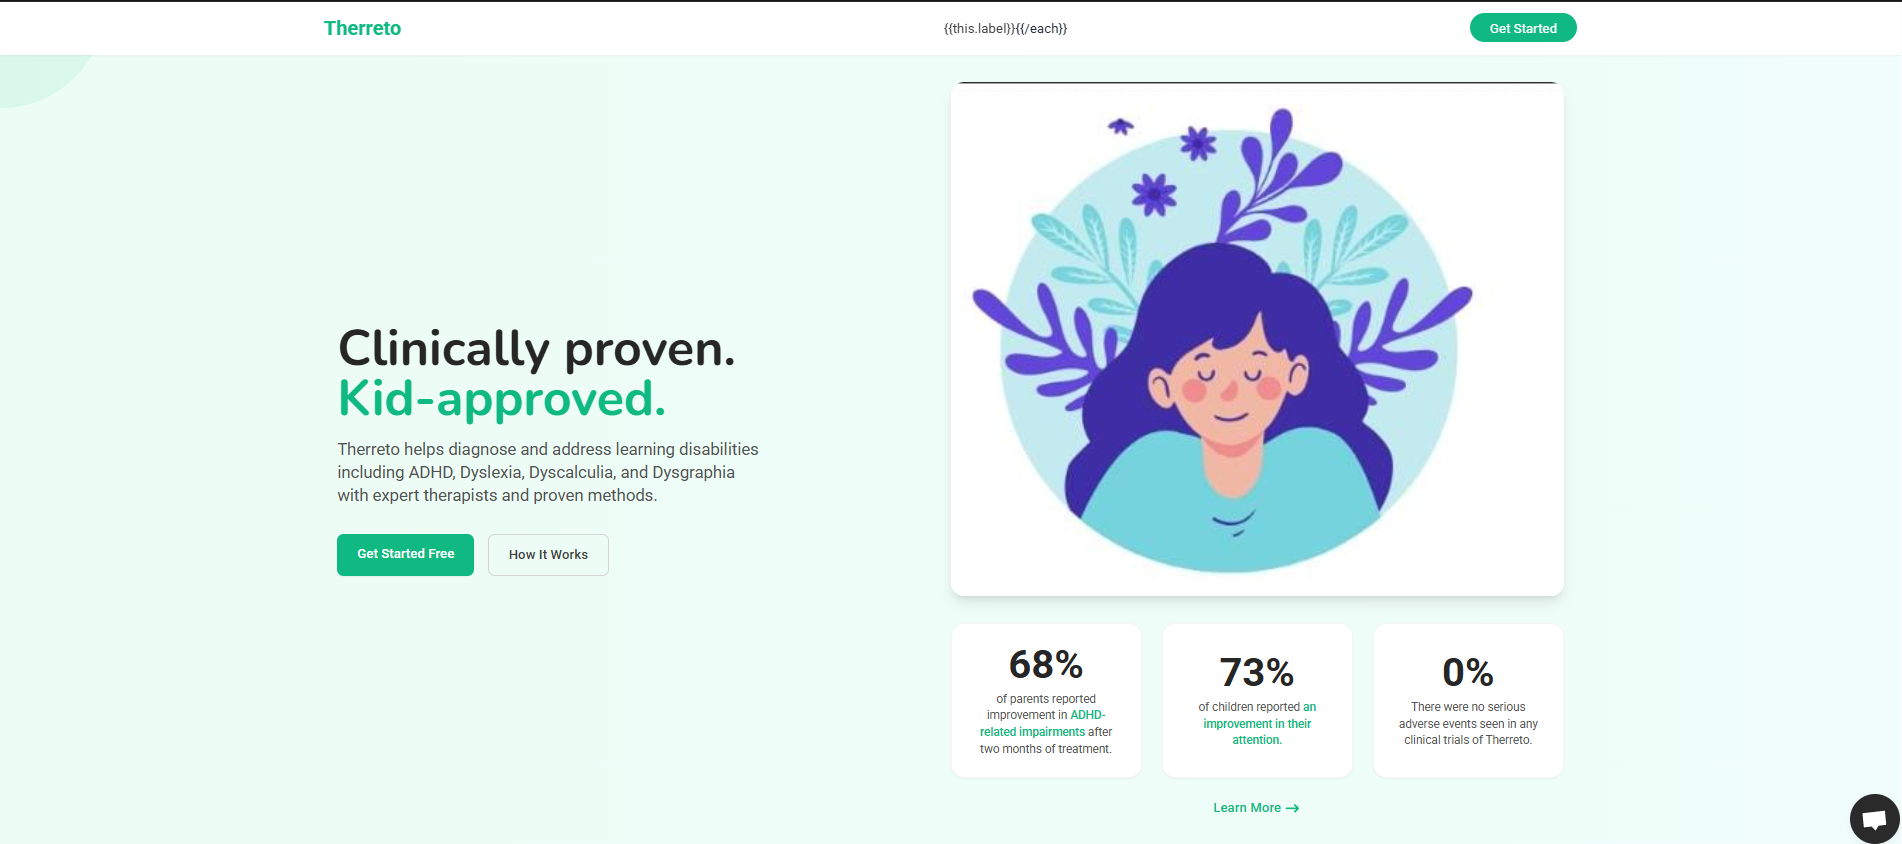 Therreto
{{this.label}}{{/each}}
Get Started
Clinically proven.
Kid-approved.
Therreto helps diagnose and address learning disabilities
including ADHD, Dyslexia, Dyscalculia, and Dysgraphia
with expert therapists and proven methods.
Get Started Free
How It Works
68%
of parents reported
improvement in ADHD-
related impairments after
two months of treatment.
73%
of children reported an
improvement in their
attention.
0%
There were no serious
adverse events seen in any
clinical trials of Therreto.
Learn More →